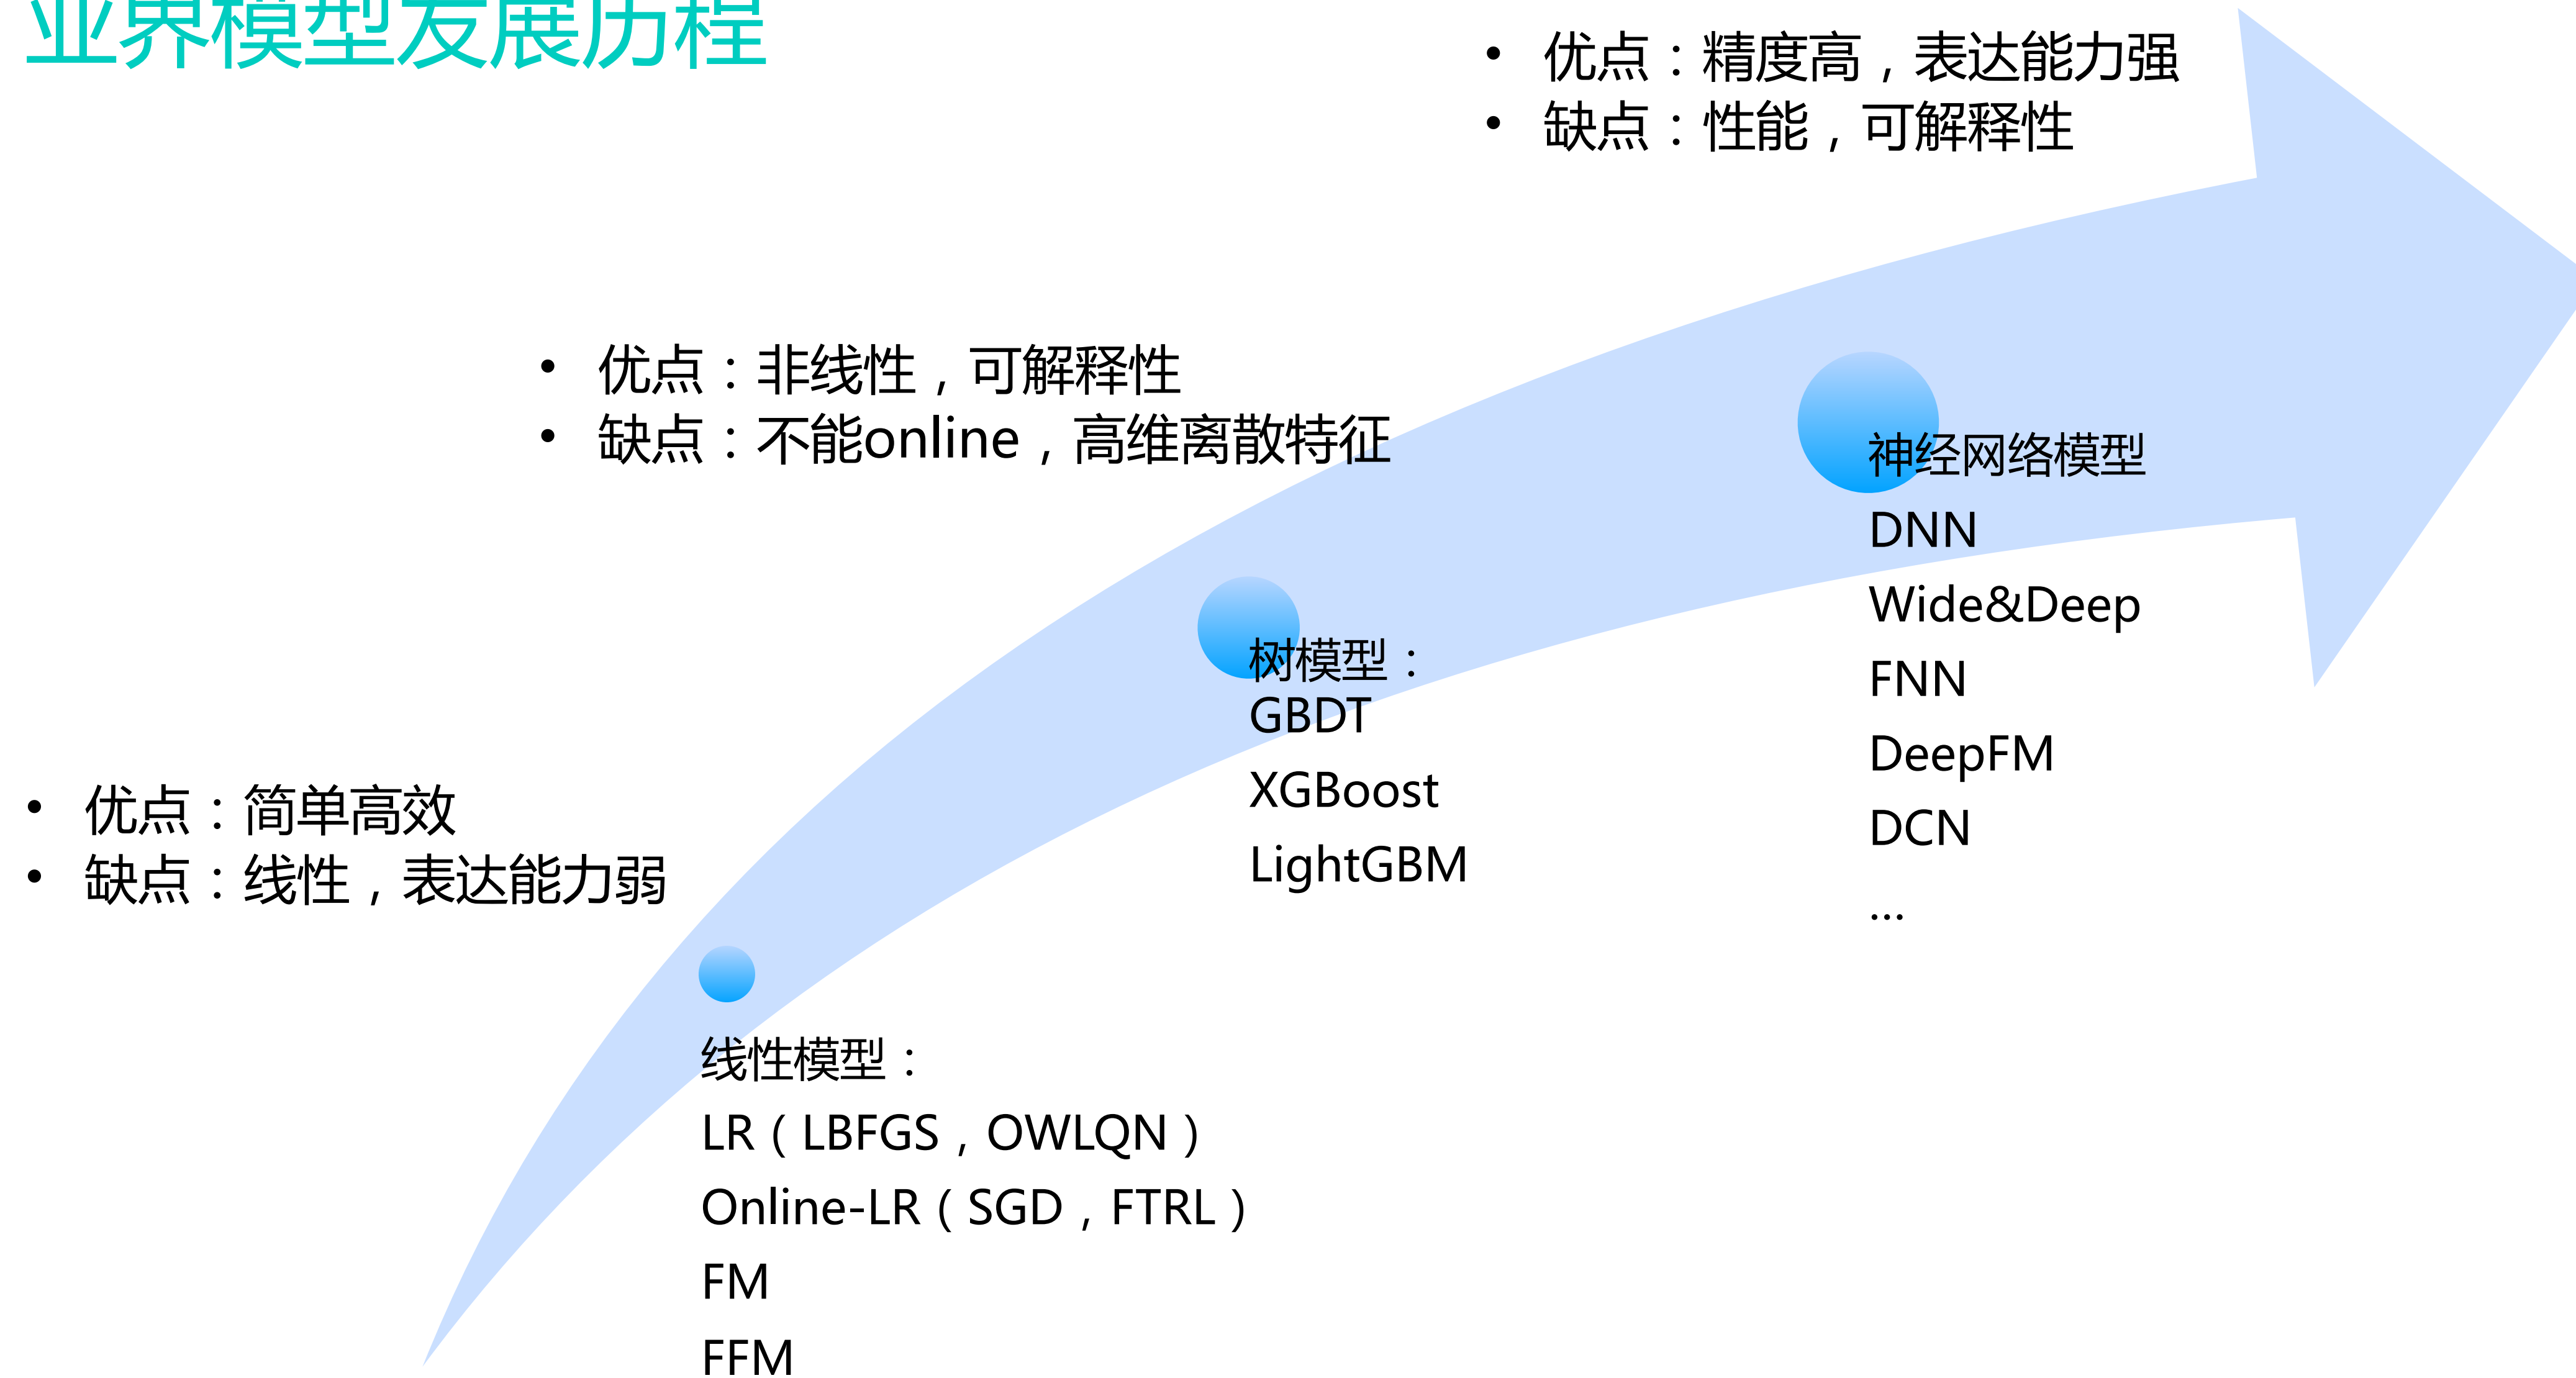 业界模型发展历程
• 优点：精度高，表达能力强
• 缺点：性能，可解释性
• 优点：非线性，可解释性
• 缺点：不能online，高维离散特征
神经网络模型
DNN
Wide&Deep
FNN
DeepFM
DCN
…
树模型：
GBDT
XGBoost
LightGBM
• 优点：简单高效
• 缺点：线性，表达能力弱
线性模型：
LR（LBFGS，OWLQN）
Online-LR（SGD，FTRL）
FM
FFM